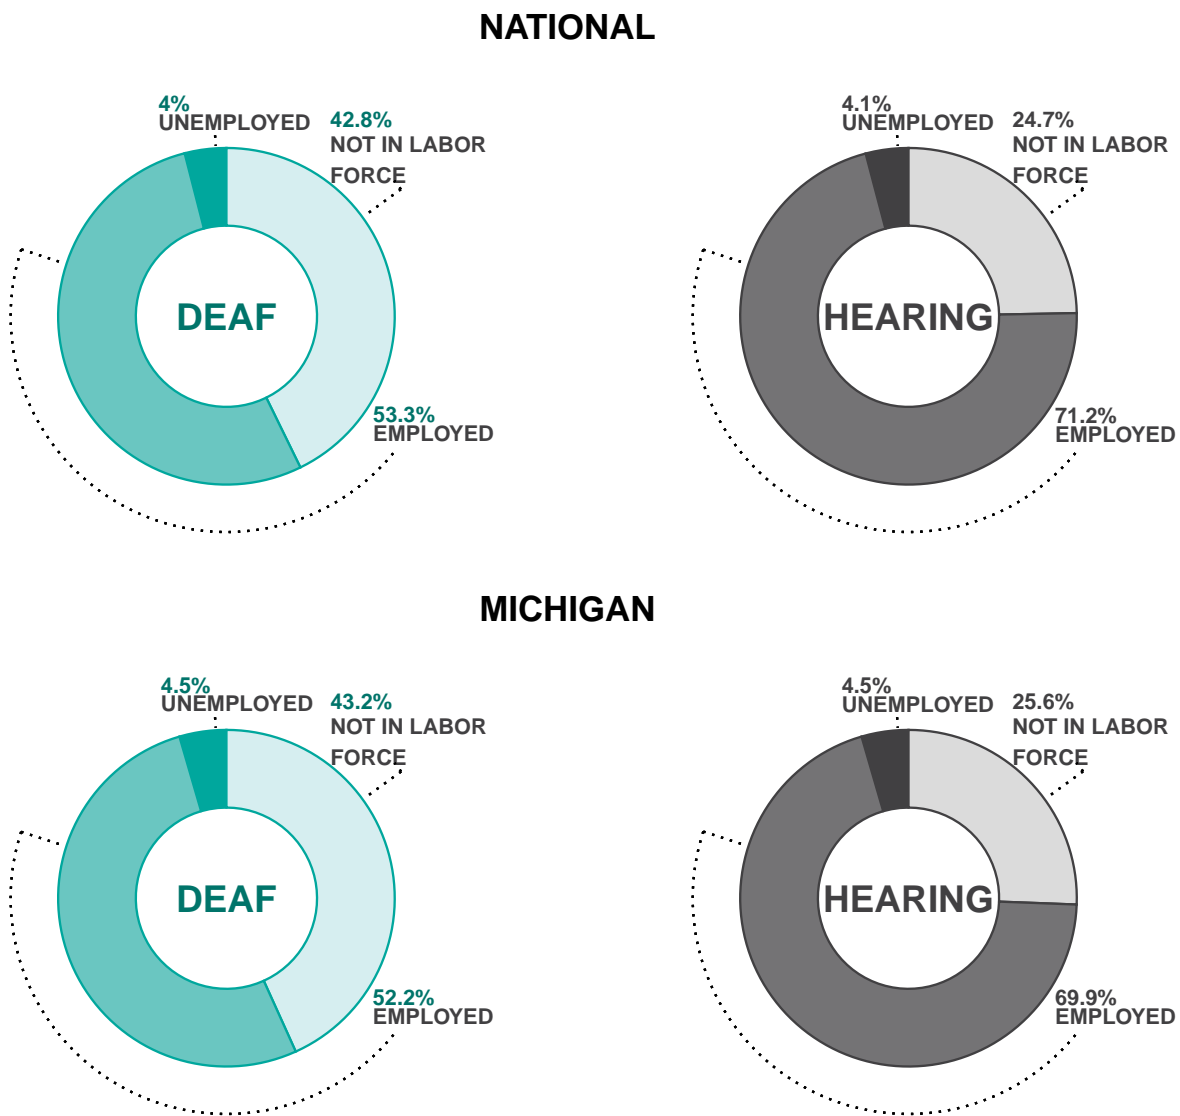 NATIONAL
4%
UNEMPLOYED
42.8%
NOT IN LABOR
FORCE
DEAF
53.3%
EMPLOYED
4.1%
UNEMPLOYED
24.7%
NOT IN LABOR
FORCE
HEARING
71.2%
EMPLOYED
MICHIGAN
4.5%
UNEMPLOYED
43.2%
NOT IN LABOR
FORCE
DEAF
52.2%
EMPLOYED
4.5%
UNEMPLOYED
25.6%
NOT IN LABOR
FORCE
HEARING
69.9%
EMPLOYED